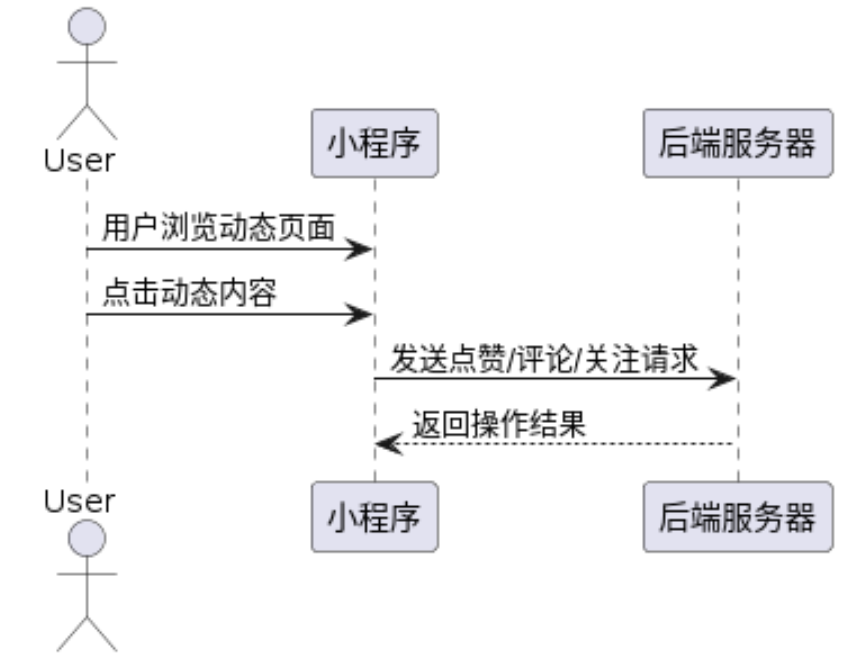 User
小程序
后端服务器
用户浏览动态页面
点击动态内容
发送点赞/评论/关注请求
返回操作结果
User
小程序
后端服务器